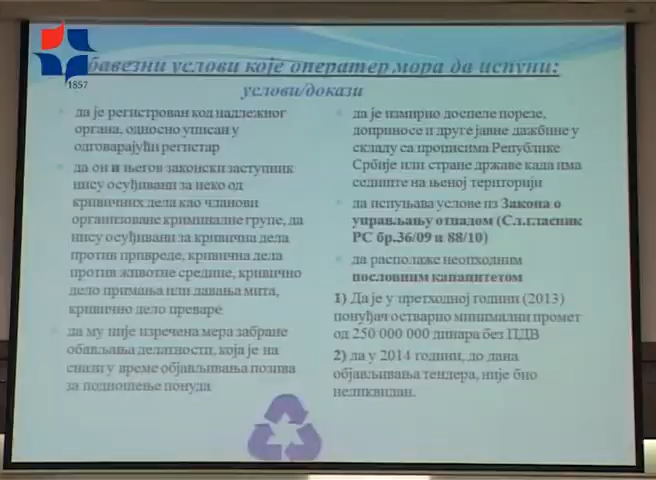 1857
бавезни услови које оператер мора да испуни:
услови/докази
да је регистрован код надлежног
органа, односно уписан у
одговарајући регистар
да он и његов законски заступник
нису осуђивани за неко од
кривичних дела као чланови
организоване криминалне групе, да
нису осуђивани за кривична дела
против привреде, кривична дела
против животне средине, кривично
дело примања или давања мита,
кривично дело преваре
да му није изречена мера забране
обављања делатности, која је на
снази у време објављивања позива
за подношење понуда
да је измирио доспеле порезе,
доприносе и друге јавне дажбине у
складу са прописима Републике
Србије или стране државе када има
седиште на њеној територији
да испуњава услове из Закона о
управљању отпадом (Сл.гласник
РС бр.36/09 и 88/10)
да располаже неопходним
пословним капацитетом
1) Да је у претходној години (2013)
понуђач остварио минимални промет
од 250 000 000 динара без ПДВ
2) да у 2014 години, до дана
објављивања тендера, није био
неликвидан.